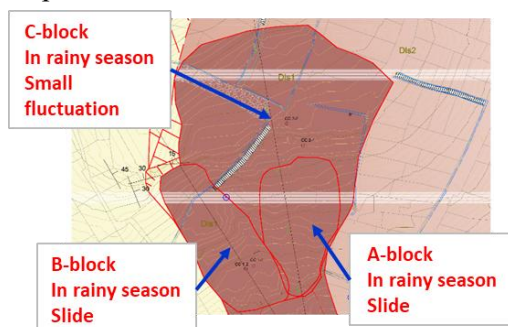 C-block
In rainy season
Small
fluctuation
Dls2
Dls1
15
30
45
30
Dls1
B-block
In rainy season
Slide
A-block
In rainy season
Slide